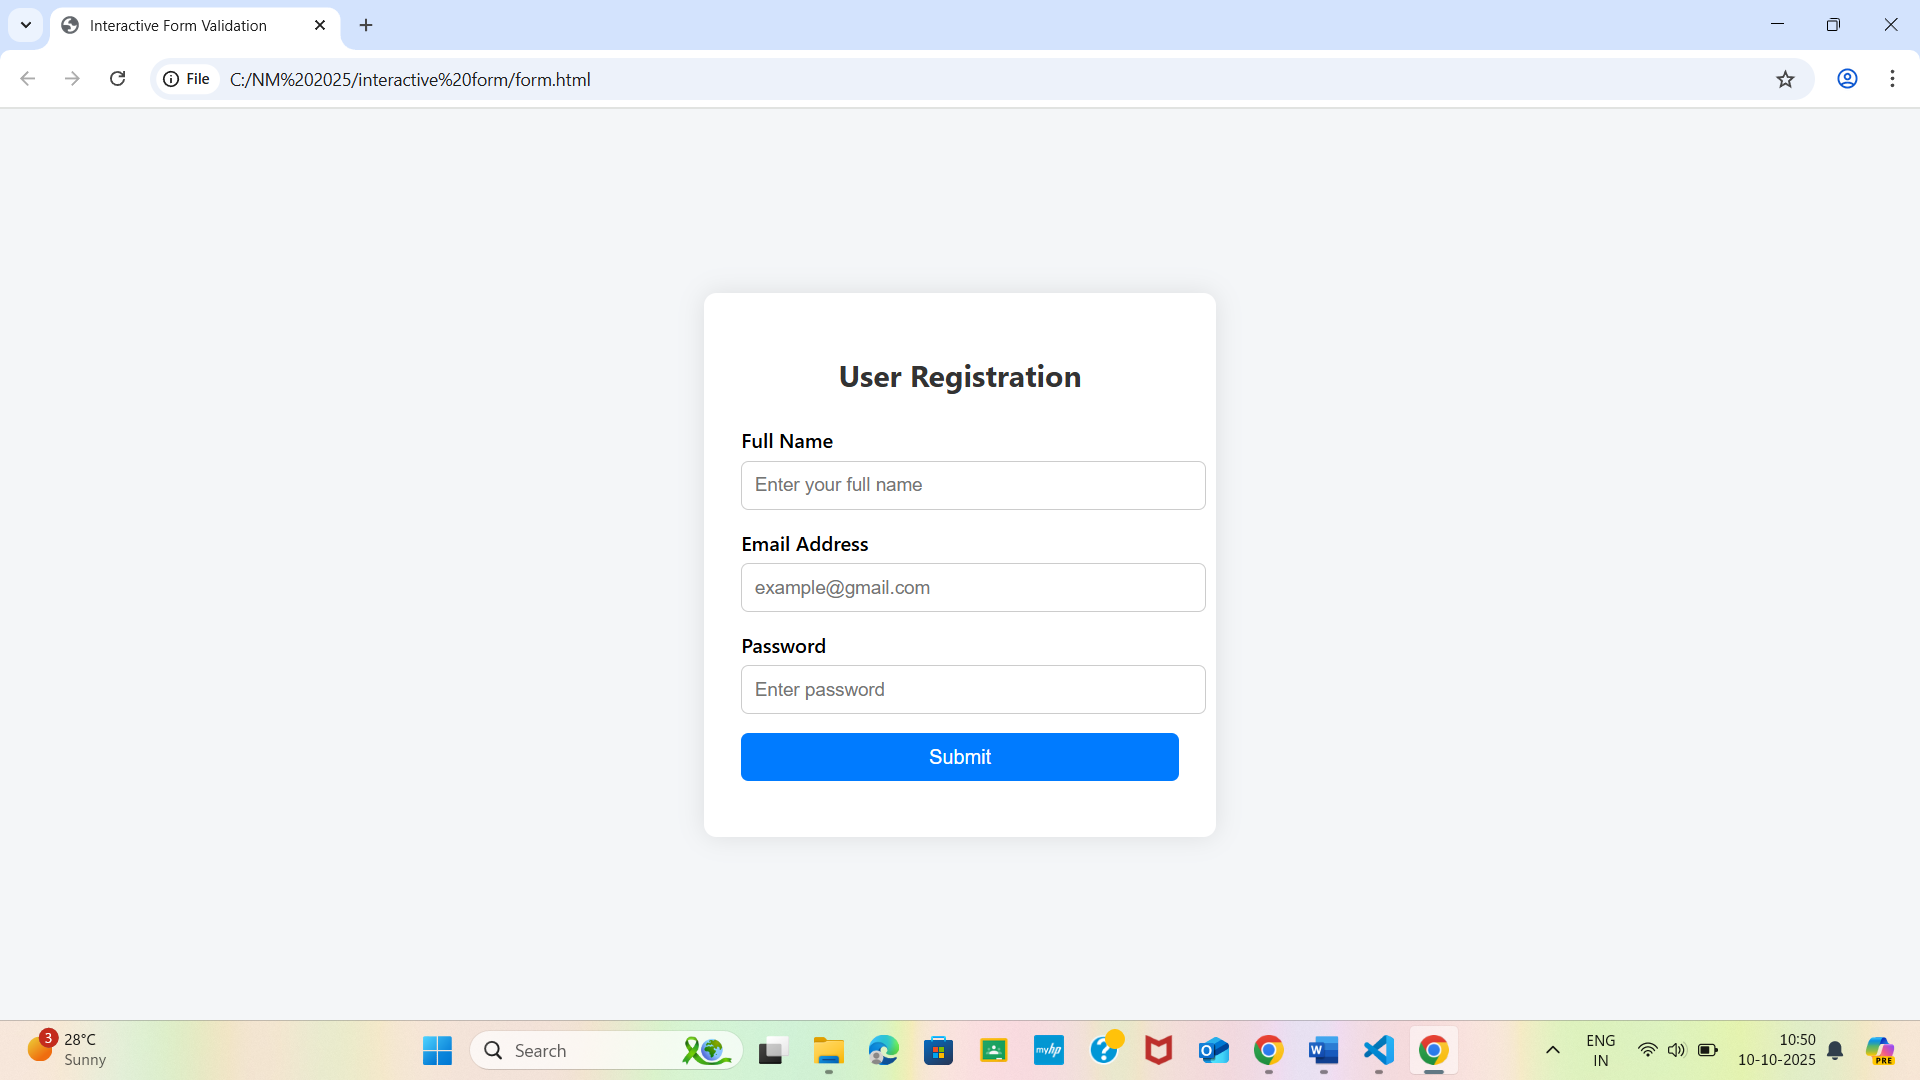 Interactive Form Validation
File C:/NM%202025/interactive%20form/form.html
User Registration
Full Name
Enter your full name
Email Address
example@gmail.com
Password
Enter password
Submit
3
28°C
Sunny
Search
myhp
W
ENG
IN
10:50
10-10-2025
PRE